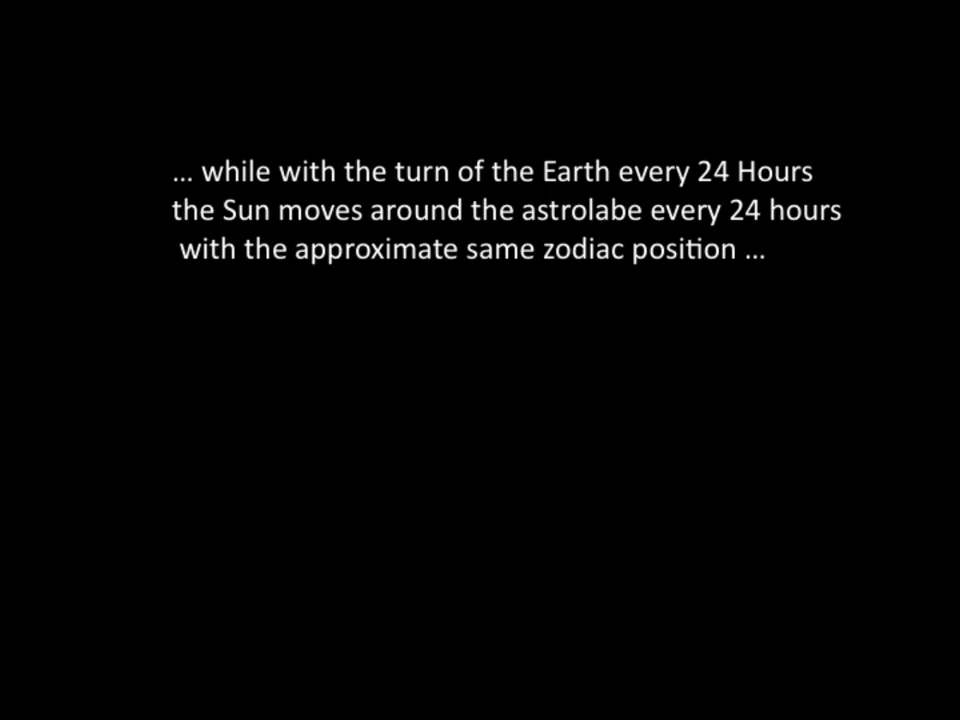 ... while with the turn of the Earth every 24 Hours
the Sun moves around the astrolabe every 24 hours
with the approximate same zodiac position ...